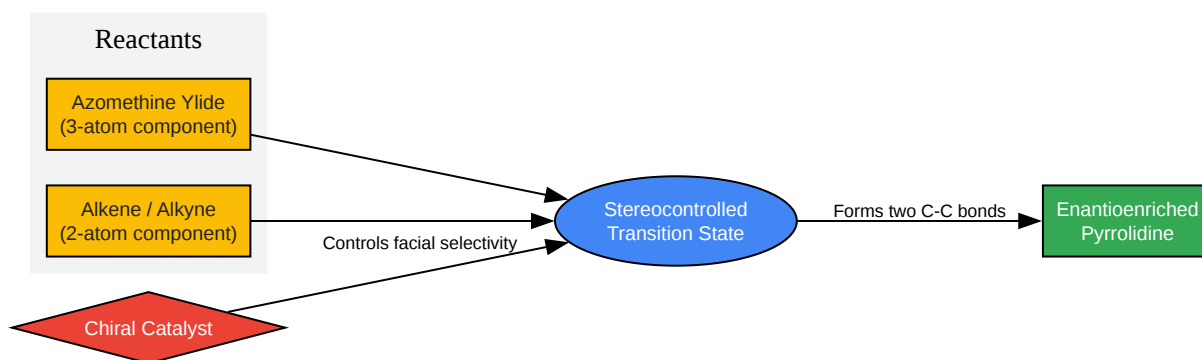 Reactants
Azomethine Ylide
(3-atom component)
Alkene / Alkyne
(2-atom component)
Controls facial selectivity
Chiral Catalyst
Stereocontrolled
Transition State
Forms two C-C bonds
Enantioenriched
Pyrrolidine